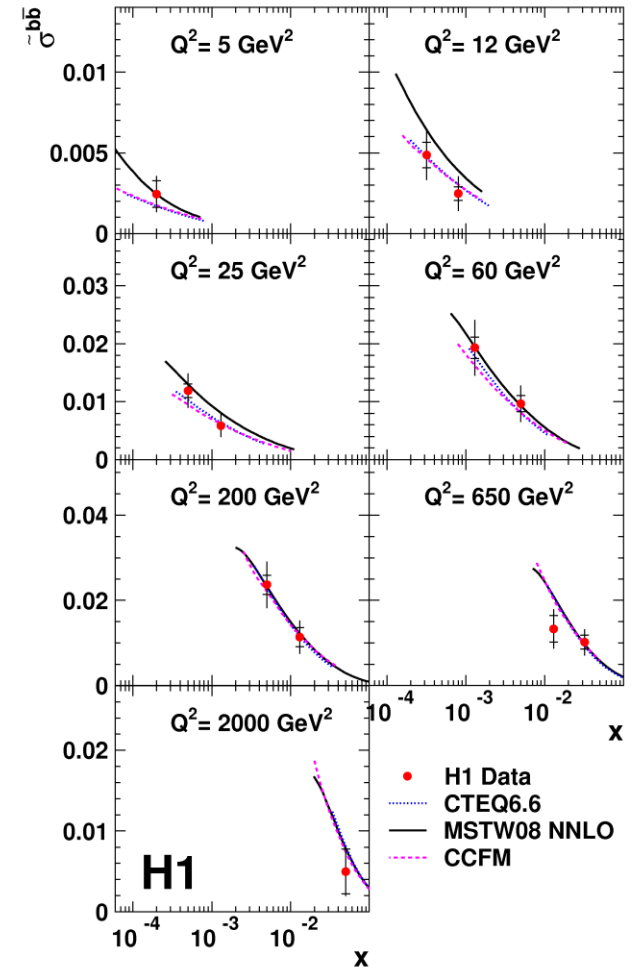 σ̃ᵇᵇ̄
Q² = 5 GeV²
Q² = 12 GeV²
0.01
0.005
0
Q² = 25 GeV²
Q² = 60 GeV²
0.03
0.02
0.01
0
Q² = 200 GeV²
Q² = 650 GeV²
0.04
0.02
0
10⁻⁴ 10⁻³ 10⁻²
x
Q² = 2000 GeV²
0.02
0.01
0
H1
10⁻⁴ 10⁻³ 10⁻²
x
H1 Data
CTEQ6.6
MSTW08 NNLO
CCFM